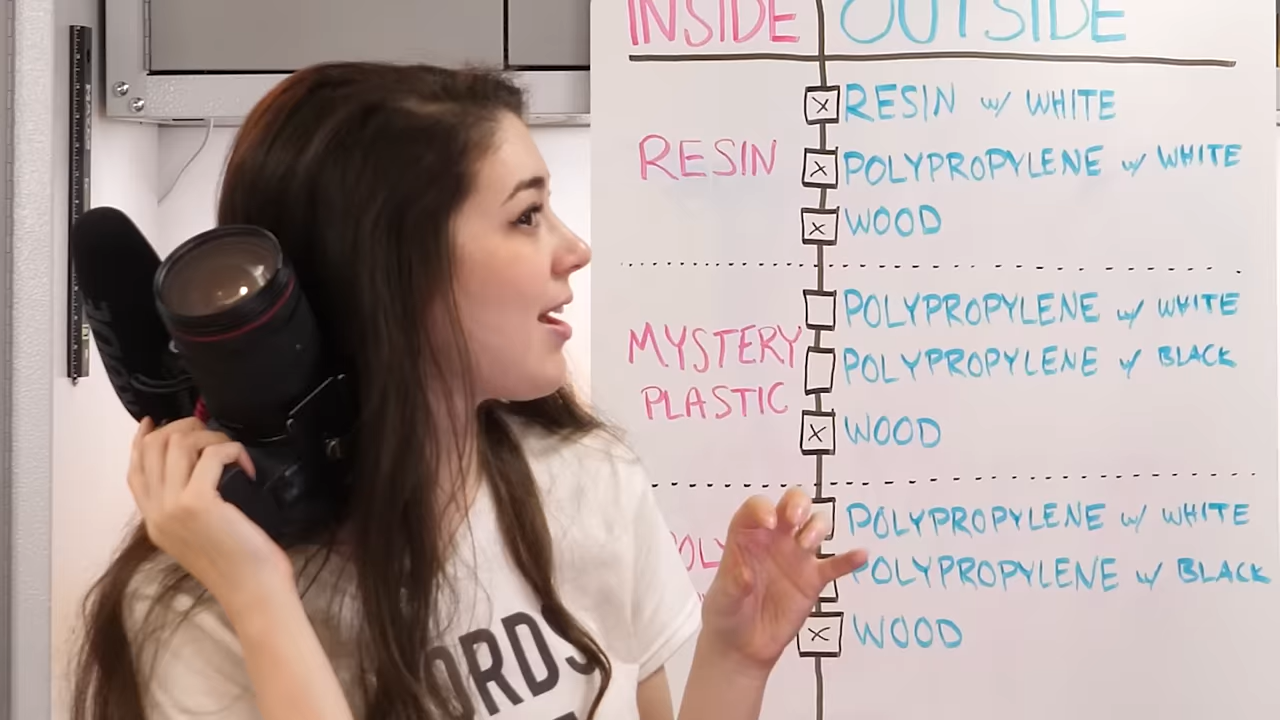 INSIDE OUTSIDE
RESIN w/ WHITE
RESIN
POLYPROPYLENE w/ WHITE
WOOD
POLYPROPYLENE w/ WHITE
MYSTERY
POLYPROPYLENE w/ BLACK
PLASTIC
WOOD
POLYPROPYLENE w/ WHITE
POLYPROPYLENE w/ BLACK
WOOD